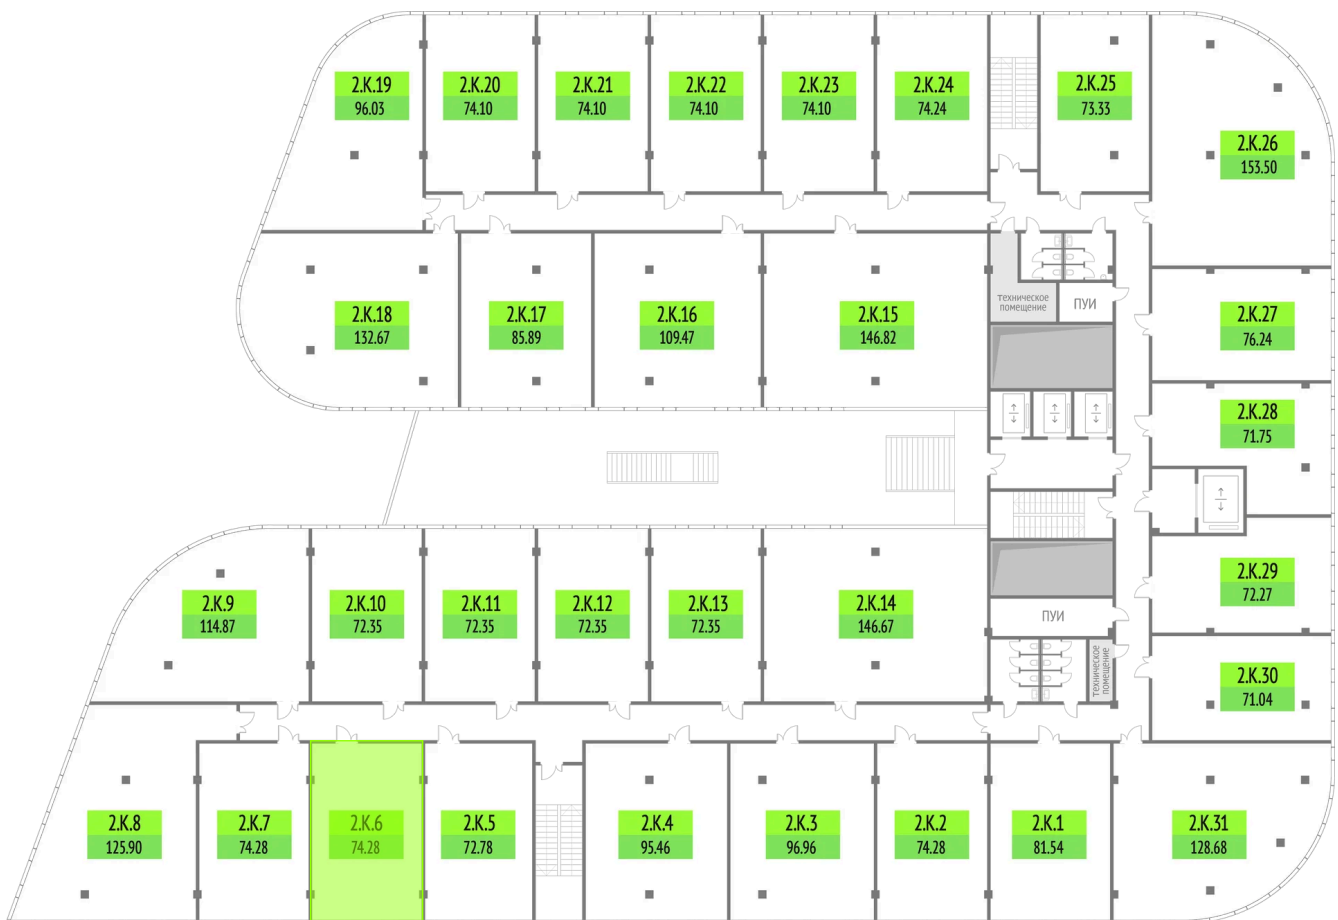 2.K.19
96.03
2.K.20
74.10
2.K.21
74.10
2.K.22
74.10
2.K.23
74.10
2.K.24
74.24
2.K.25
73.33
2.K.26
153.50
2.K.18
132.67
2.K.17
85.89
2.K.16
109.47
2.K.15
146.82
техническое
помещение
ПУИ
2.K.27
76.24
2.K.28
71.75
2.K.9
114.87
2.K.10
72.35
2.K.11
72.35
2.K.12
72.35
2.K.13
72.35
2.K.14
146.67
ПУИ
техническое
помещение
2.K.29
72.27
2.K.30
71.04
2.K.8
125.90
2.K.7
74.28
2.K.6
74.28
2.K.5
72.78
2.K.4
95.46
2.K.3
96.96
2.K.2
74.28
2.K.1
81.54
2.K.31
128.68